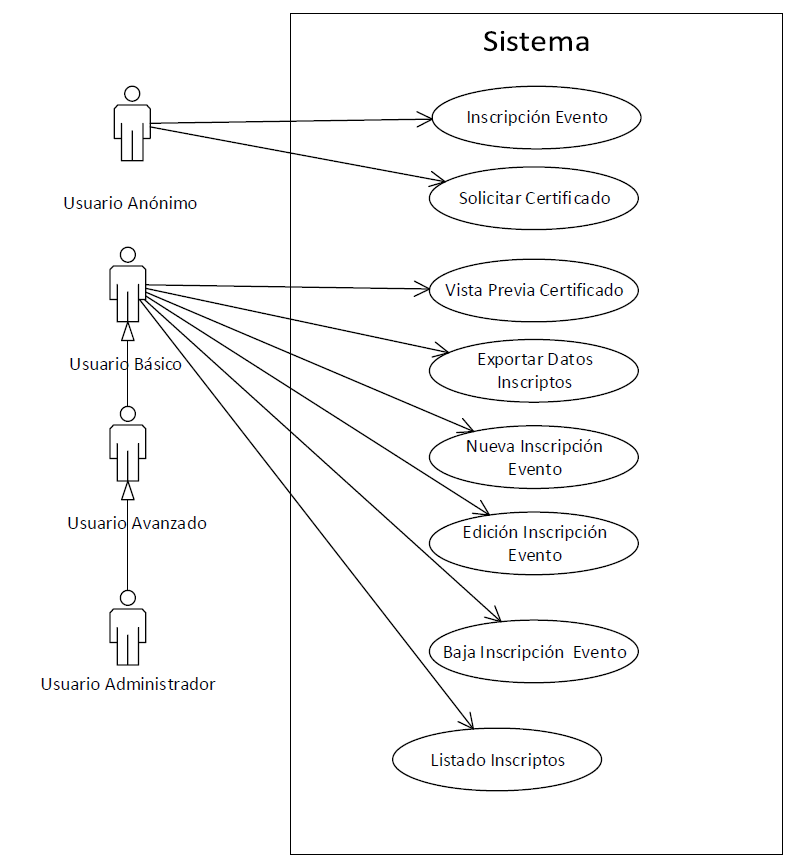 Sistema
Inscripción Evento
Solicitar Certificado
Usuario Anónimo
Vista Previa Certificado
Exportar Datos
Inscriptos
Usuario Básico
Nueva Inscripción
Evento
Usuario Avanzado
Edición Inscripción
Evento
Baja Inscripción Evento
Usuario Administrador
Listado Inscriptos